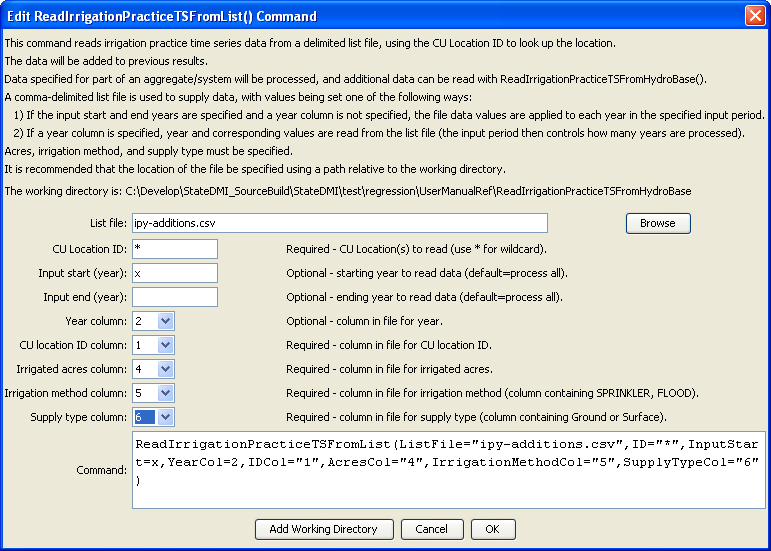 Edit ReadIrrigationPracticeTSFromList() Command
This command reads irrigation practice time series data from a delimited list file, using the CU Location ID to look up the location.
The data will be added to previous results.
Data specified for part of an aggregate/system will be processed, and additional data can be read with ReadIrrigationPracticeTSFromHydroBase().
A comma-delimited list file is used to supply data, with values being set one of the following ways:
1) If the input start and end years are specified and a year column is not specified, the file data values are applied to each year in the specified input period.
2) If a year column is specified, year and corresponding values are read from the list file (the input period then controls how many years are processed).
Acres, irrigation method, and supply type must be specified.
It is recommended that the location of the file be specified using a path relative to the working directory.
The working directory is: C:\Develop\StateDMI_SourceBuild\StateDMI\test\regression\UserManualRef\ReadIrrigationPracticeTSFromHydroBase
List file: ipy-additions.csv Browse
CU Location ID: * Required - CU Location(s) to read (use * for wildcard).
Input start (year): x Optional - starting year to read data (default=process all).
Input end (year): Optional - ending year to read data (default=process all).
Year column: 2 Optional - column in file for year.
CU location ID column: 1 Required - column in file for CU location ID.
Irrigated acres column: 4 Required - column in file for irrigated acres.
Irrigation method column: 5 Required - column in file for irrigation method (column containing SPRINKLER, FLOOD).
Supply type column: 6 Required - column in file for supply type (column containing Ground or Surface).
Command: ReadIrrigationPracticeTSFromList(ListFile="ipy-additions.csv",ID="*",InputStar
t=x,YearCol=2,IDCol="1",AcresCol="4",IrrigationMethodCol="5",SupplyTypeCol="6"
)
Add Working Directory Cancel OK